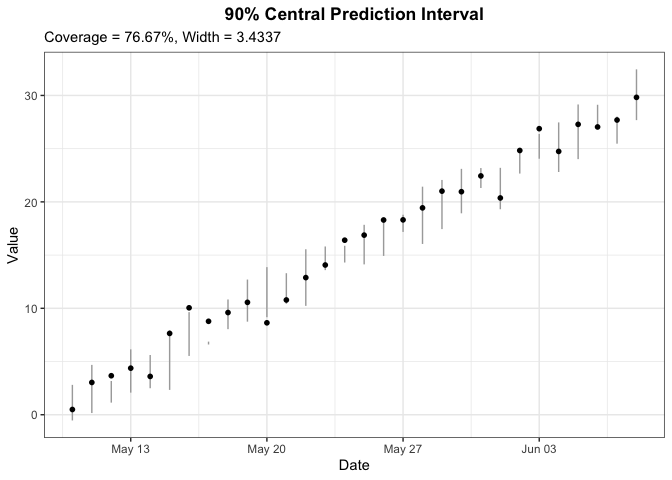 90% Central Prediction Interval
Coverage = 76.67%, Width = 3.4337
30
20
10
0
Value
May 13 May 20 May 27 Jun 03
Date